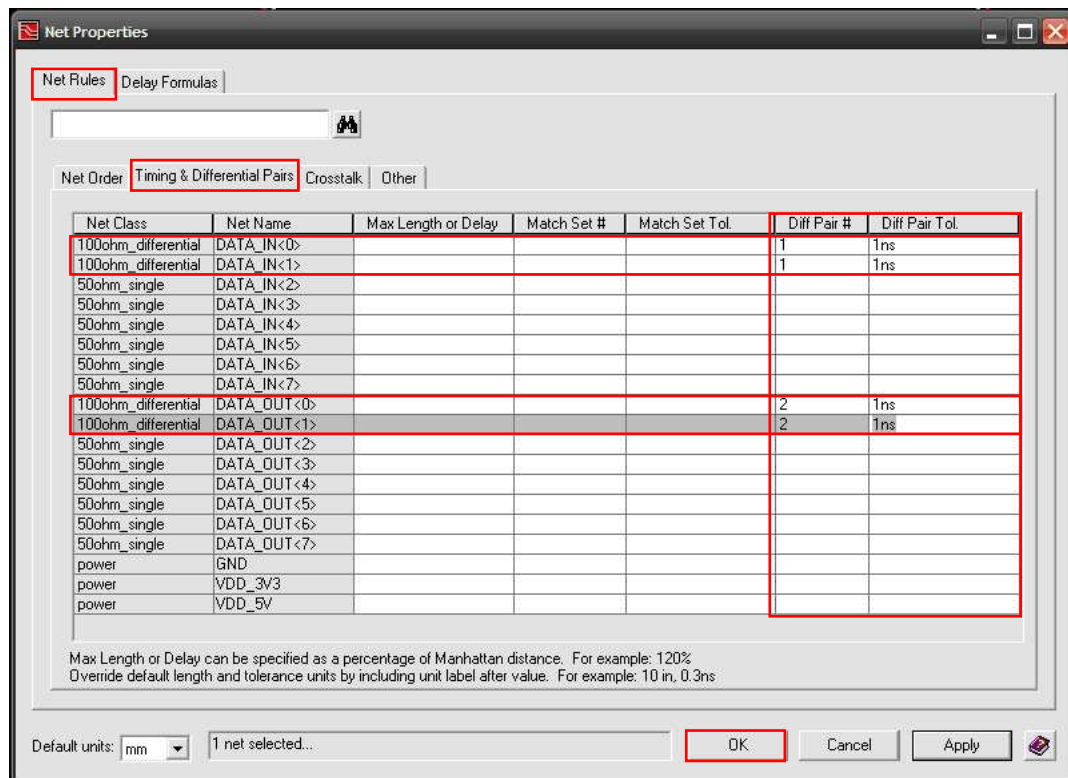 Net Properties
Net Rules Delay Formulas
Net Order Timing & Differential Pairs Crosstalk Other
Net Class Net Name Max Length or Delay Match Set # Match Set Tol. Diff Pair # Diff Pair Tol.
100ohm_differential DATA_IN<0> 1 1ns
100ohm_differential DATA_IN<1> 1 1ns
50ohm_single DATA_IN<2>
50ohm_single DATA_IN<3>
50ohm_single DATA_IN<4>
50ohm_single DATA_IN<5>
50ohm_single DATA_IN<6>
50ohm_single DATA_IN<7>
100ohm_differential DATA_OUT<0> 2 1ns
100ohm_differential DATA_OUT<1> 2 1ns
50ohm_single DATA_OUT<2>
50ohm_single DATA_OUT<3>
50ohm_single DATA_OUT<4>
50ohm_single DATA_OUT<5>
50ohm_single DATA_OUT<6>
50ohm_single DATA_OUT<7>
power GND
power VDD_3V3
power VDD_5V
Max Length or Delay can be specified as a percentage of Manhattan distance. For example: 120%
Override default length and tolerance units by including unit label after value. For example: 10 in, 0.3ns
Default units: mm 1 net selected... OK Cancel Apply